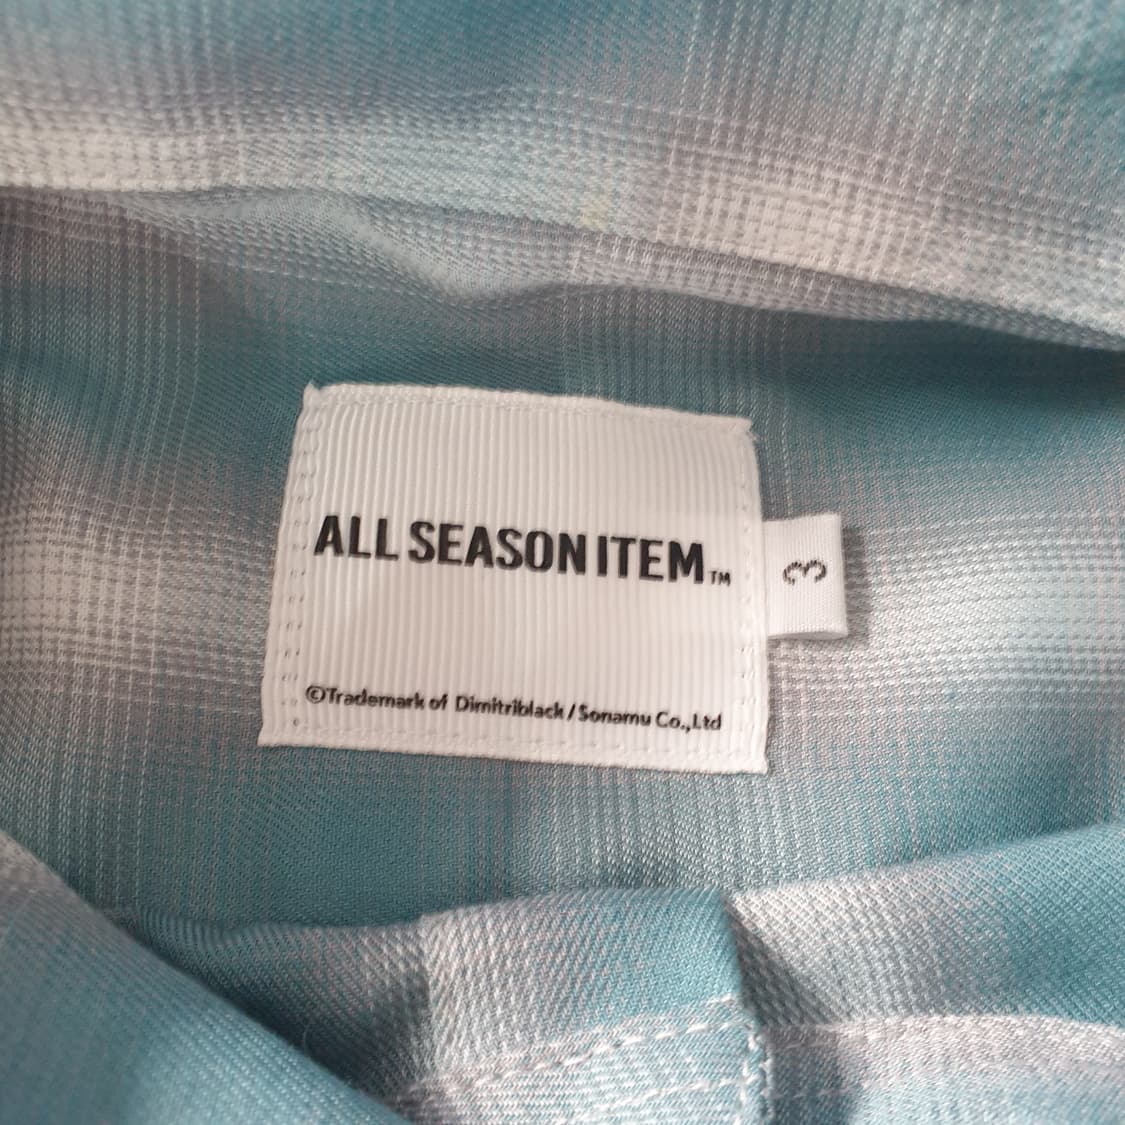 ALL SEASON ITEM™
3
©Trademark of Dimitriblack / Sonamu Co.,Ltd